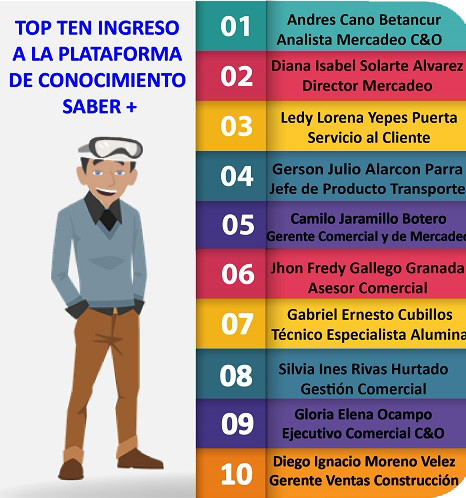 TOP TEN INGRESO
A LA PLATAFORMA
DE CONOCIMIENTO
SABER +
01
Andres Cano Betancur
Analista Mercadeo C&O
02
Diana Isabel Solarte Alvarez
Director Mercadeo
03
Ledy Lorena Yepes Puerta
Servicio al Cliente
04
Gerson Julio Alarcon Parra
Jefe de Producto Transporte
05
Camilo Jaramillo Botero
Gerente Comercial y de Mercadeo
06
Jhon Fredy Gallego Granada
Asesor Comercial
07
Gabriel Ernesto Cubillos
Técnico Especialista Alumina
08
Silvia Ines Rivas Hurtado
Gestión Comercial
09
Gloria Elena Ocampo
Ejecutivo Comercial C&O
10
Diego Ignacio Moreno Velez
Gerente Ventas Construcción